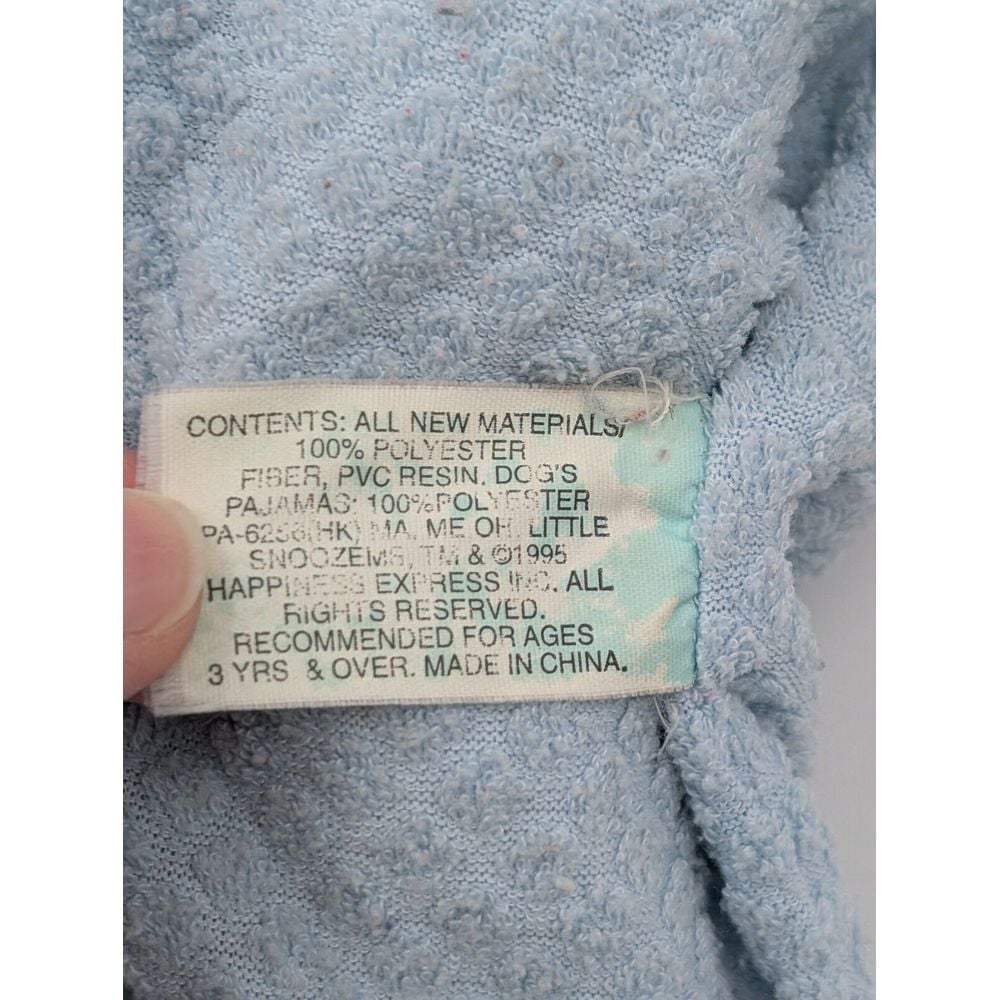 CONTENTS: ALL NEW MATERIALS/
100% POLYESTER
FIBER, PVC RESIN. DOG'S
PAJAMAS: 100%POLYESTER
MA, ME OH, LITTLE
SNOOZEMS, TM & ©1995
HAPPINESS EXPRESS INC. ALL
RIGHTS RESERVED.
RECOMMENDED FOR AGES
3 YRS & OVER. MADE IN CHINA.